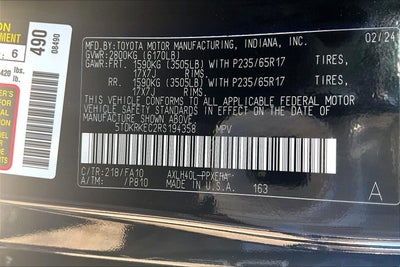 MFD. BY: TOYOTA MOTOR MANUFACTURING, INDIANA, INC. 02/24
GVWR: 2800KG (6170LB)
GAWR: FRT. 1590KG (3505LB) WITH P235/65R17 TIRES,
17X7J RIMS,
RR. 1590KG (3505LB) WITH P235/65R17 TIRES,
17X7J RIMS,
THIS VEHICLE CONFORMS TO ALL APPLICABLE FEDERAL MOTOR
VEHICLE SAFETY STANDARDS IN EFFECT ON THE DATE OF
MANUFACTURE SHOWN ABOVE.
5TDKRKEC2RS194358 MPV
C/TR: 218/FA10 AXLH40L-PPXEHA
A/TM: /P810 MADE IN U.S.A. 163 A
490
08490
6
420 lbs.